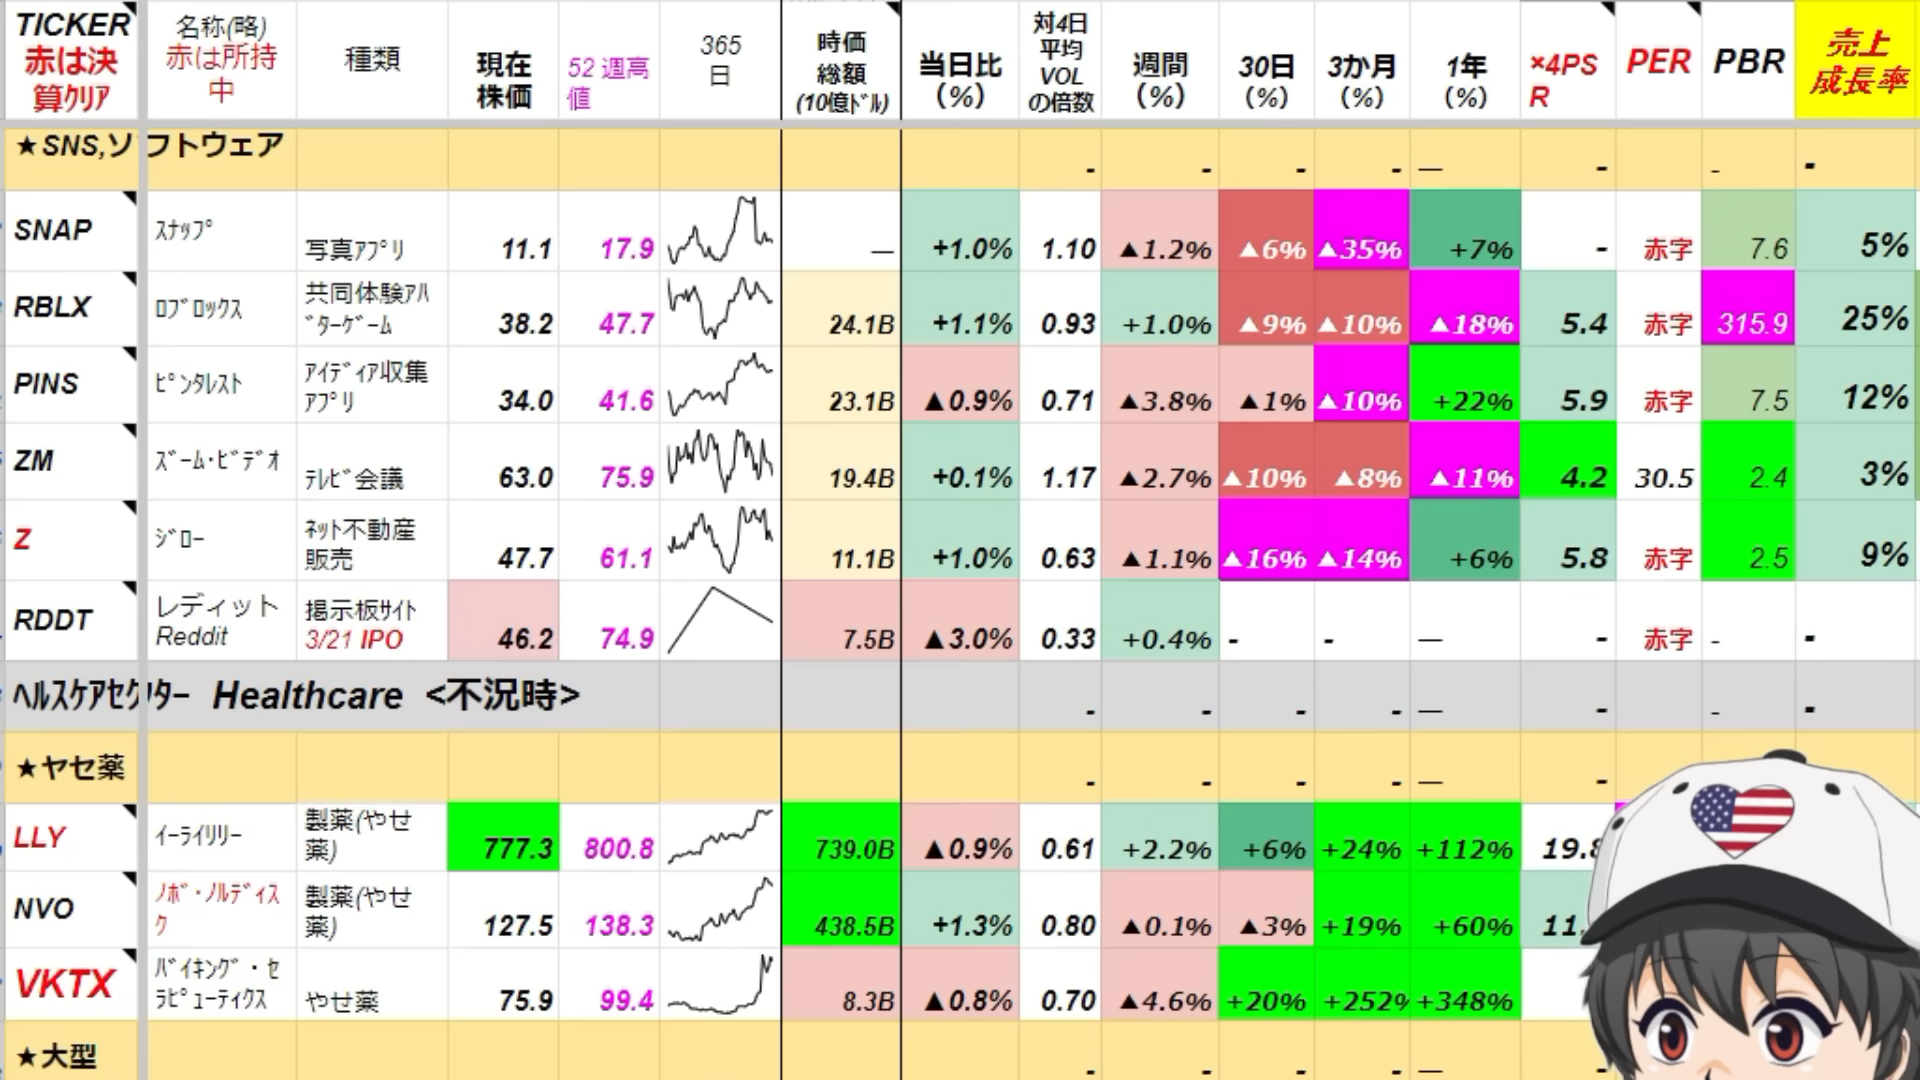 TICKER 名称(略) 種類 現在 52 週高 365 時価 当日比 対4日 週間 30日 3か月 1年 ×4PS PER PBR 売上
赤は決 赤は所持 株価 値 日 総額 (%) 平均 (%) (%) (%) (%) R 成長率
算ｸﾘｱ 中 (10億ﾄﾞﾙ) VOL
の倍数
★SNS,ソフトウェア - - - - — - - -
SNAP ｽﾅｯﾌﾟ 写真ｱﾌﾟﾘ 11.1 17.9 — +1.0% 1.10 ▲1.2% ▲6% ▲35% +7% - 赤字 7.6 5%
RBLX ﾛﾌﾞﾛｯｸｽ 共同体験ｱﾊﾞﾀｰｹﾞｰﾑ 38.2 47.7 24.1B +1.1% 0.93 +1.0% ▲9% ▲10% ▲18% 5.4 赤字 315.9 25%
PINS ﾋﾟﾝﾀﾚｽﾄ ｱｲﾃﾞｨｱ収集ｱﾌﾟﾘ 34.0 41.6 23.1B ▲0.9% 0.71 ▲3.8% ▲1% ▲10% +22% 5.9 赤字 7.5 12%
ZM ｽﾞｰﾑ･ﾋﾞﾃﾞｵ ﾃﾚﾋﾞ会議 63.0 75.9 19.4B +0.1% 1.17 ▲2.7% ▲10% ▲8% ▲11% 4.2 30.5 2.4 3%
Z ｼﾞﾛｰ ﾈｯﾄ不動産販売 47.7 61.1 11.1B +1.0% 0.63 ▲1.1% ▲16% ▲14% +6% 5.8 赤字 2.5 9%
RDDT レディット Reddit 掲示板ｻｲﾄ 3/21 IPO 46.2 74.9 7.5B ▲3.0% 0.33 +0.4% - - — - 赤字 - -
ﾍﾙｽｹｱセクター Healthcare <不況時> - - - - — - - -
★ヤセ薬 - - - - — -
LLY ｲｰﾗｲﾘﾘｰ 製薬(やせ薬) 777.3 800.8 739.0B ▲0.9% 0.61 +2.2% +6% +24% +112% 19.8
NVO ﾉﾎﾞ･ﾉﾙﾃﾞｨｽｸ 製薬(やせ薬) 127.5 138.3 438.5B +1.3% 0.80 ▲0.1% ▲3% +19% +60% 11.
VKTX ﾊﾞｲｷﾝｸﾞ・ｾﾗﾋﾟｭｰﾃｨｸｽ やせ薬 75.9 99.4 8.3B ▲0.8% 0.70 ▲4.6% +20% +252% +348%
★大型 - - - - — -